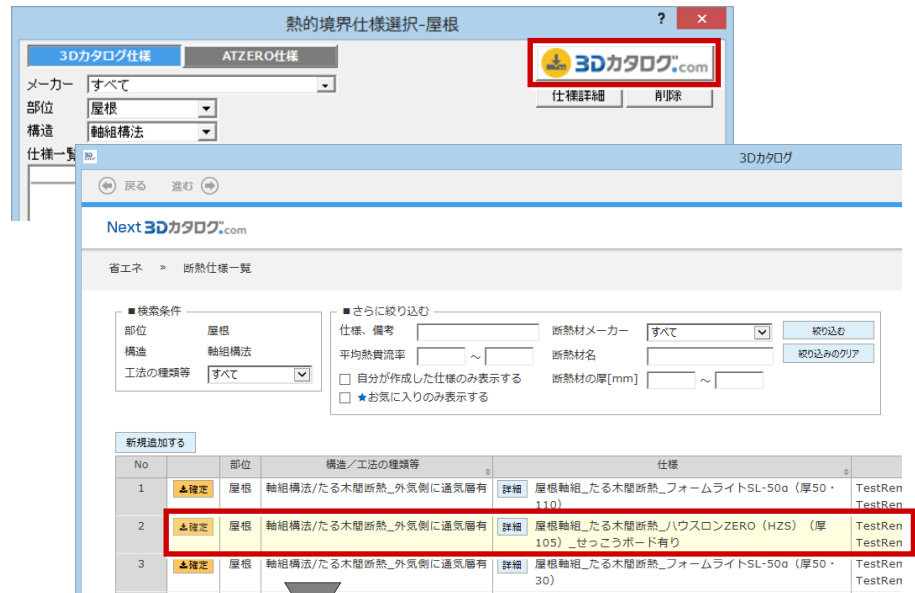 熱的境界仕様選択-屋根
?
×
3Dカタログ仕様
ATZERO仕様
3Dカタログ.com
メーカー すべて
仕様詳細 削除
部位 屋根
構造 軸組構法
仕様一覧
3Dカタログ
戻る 進む
Next 3Dカタログ.com
省エネ » 断熱仕様一覧
■検索条件
部位 屋根
構造 軸組構法
工法の種類等 すべて
■さらに絞り込む
仕様、備考
断熱材メーカー すべて
絞り込む
平均熱貫流率 ~
断熱材名
絞り込みのクリア
自分が作成した仕様のみ表示する
断熱材の厚[mm] ~
★お気に入りのみ表示する
新規追加する
No 部位 構造/工法の種類等 仕様
1 確定 屋根 軸組構法/たる木間断熱_外気側に通気層有 詳細 屋根軸組_たる木間断熱_フォームライトSL-50α(厚50・110) TestRem
TestRem
2 確定 屋根 軸組構法/たる木間断熱_外気側に通気層有 詳細 屋根軸組_たる木間断熱_ハウスロンZERO(HZS)(厚105)_せっこうボード有り TestRem
TestRem
3 確定 屋根 軸組構法/たる木間断熱_外気側に通気層有 詳細 屋根軸組_たる木間断熱_フォームライトSL-50α(厚50・30) TestRem
TestRem